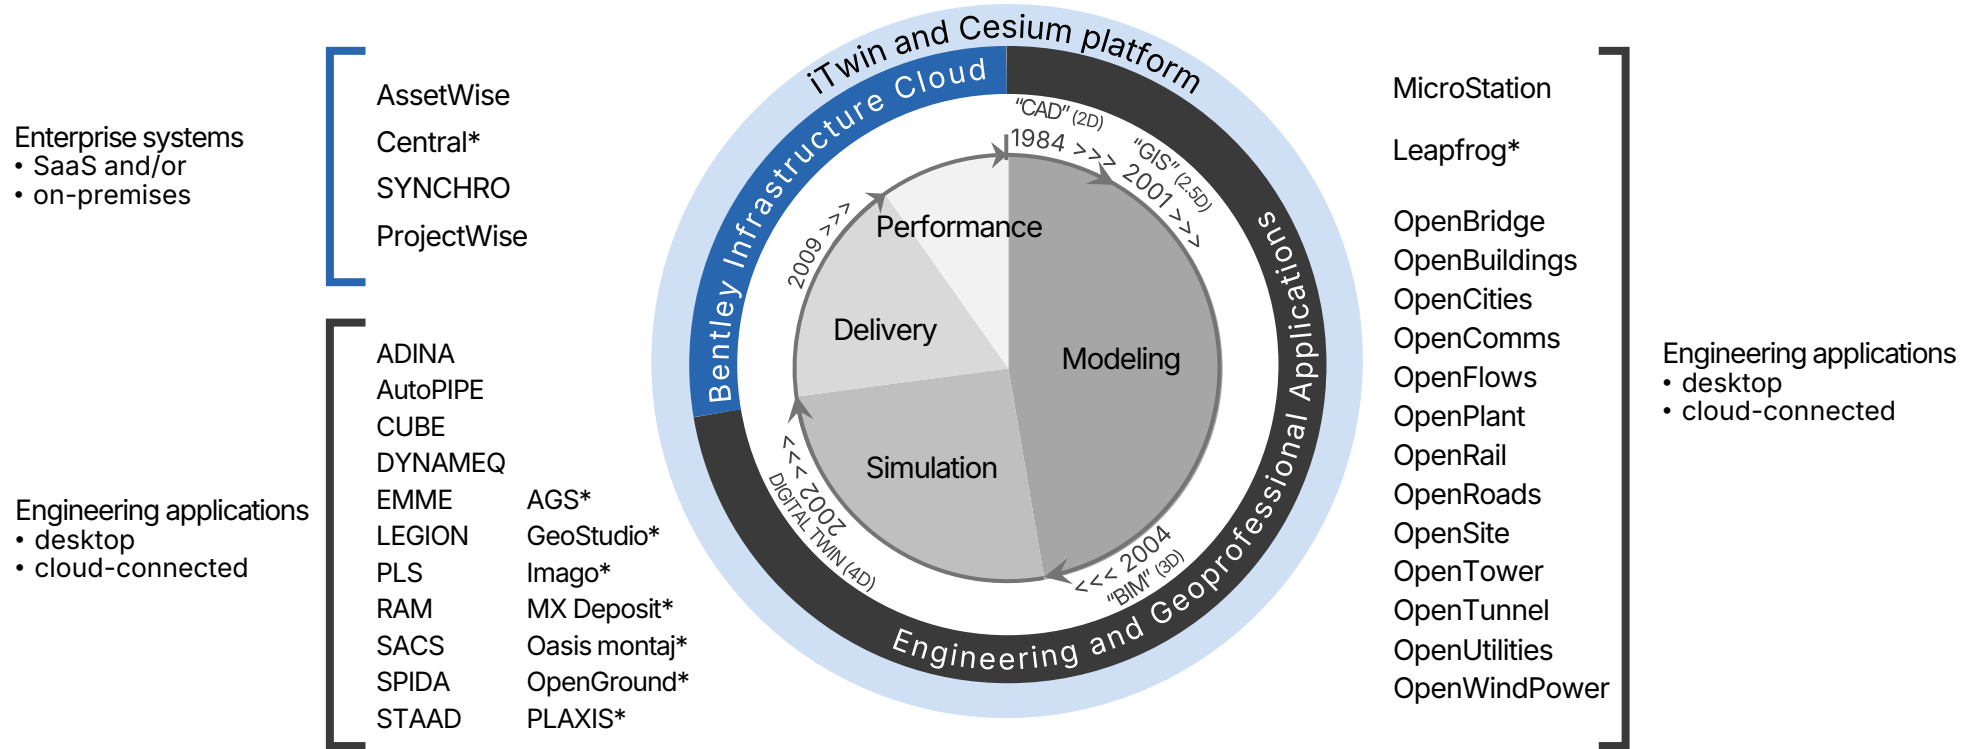 Enterprise systems
• SaaS and/or
• on-premises
AssetWise
Central*
SYNCHRO
ProjectWise
Engineering applications
• desktop
• cloud-connected
ADINA
AutoPIPE
CUBE
DYNAMEQ
EMME
LEGION
PLS
RAM
SACS
SPIDA
STAAD
AGS*
GeoStudio*
Imago*
MX Deposit*
Oasis montaj*
OpenGround*
PLAXIS*
iTwin and Cesium platform
Bentley Infrastructure Cloud
Engineering and Geoprofessional Applications
"CAD" (2D)
1984 >>>
"GIS" (2.5D)
2001 >>>
2004 >>>
"BIM" (3D)
2002 >>>>
DIGITAL TWIN (4D)
2009 >>>
Performance
Delivery
Modeling
Simulation
MicroStation
Leapfrog*
OpenBridge
OpenBuildings
OpenCities
OpenComms
OpenFlows
OpenPlant
OpenRail
OpenRoads
OpenSite
OpenTower
OpenTunnel
OpenUtilities
OpenWindPower
Engineering applications
• desktop
• cloud-connected